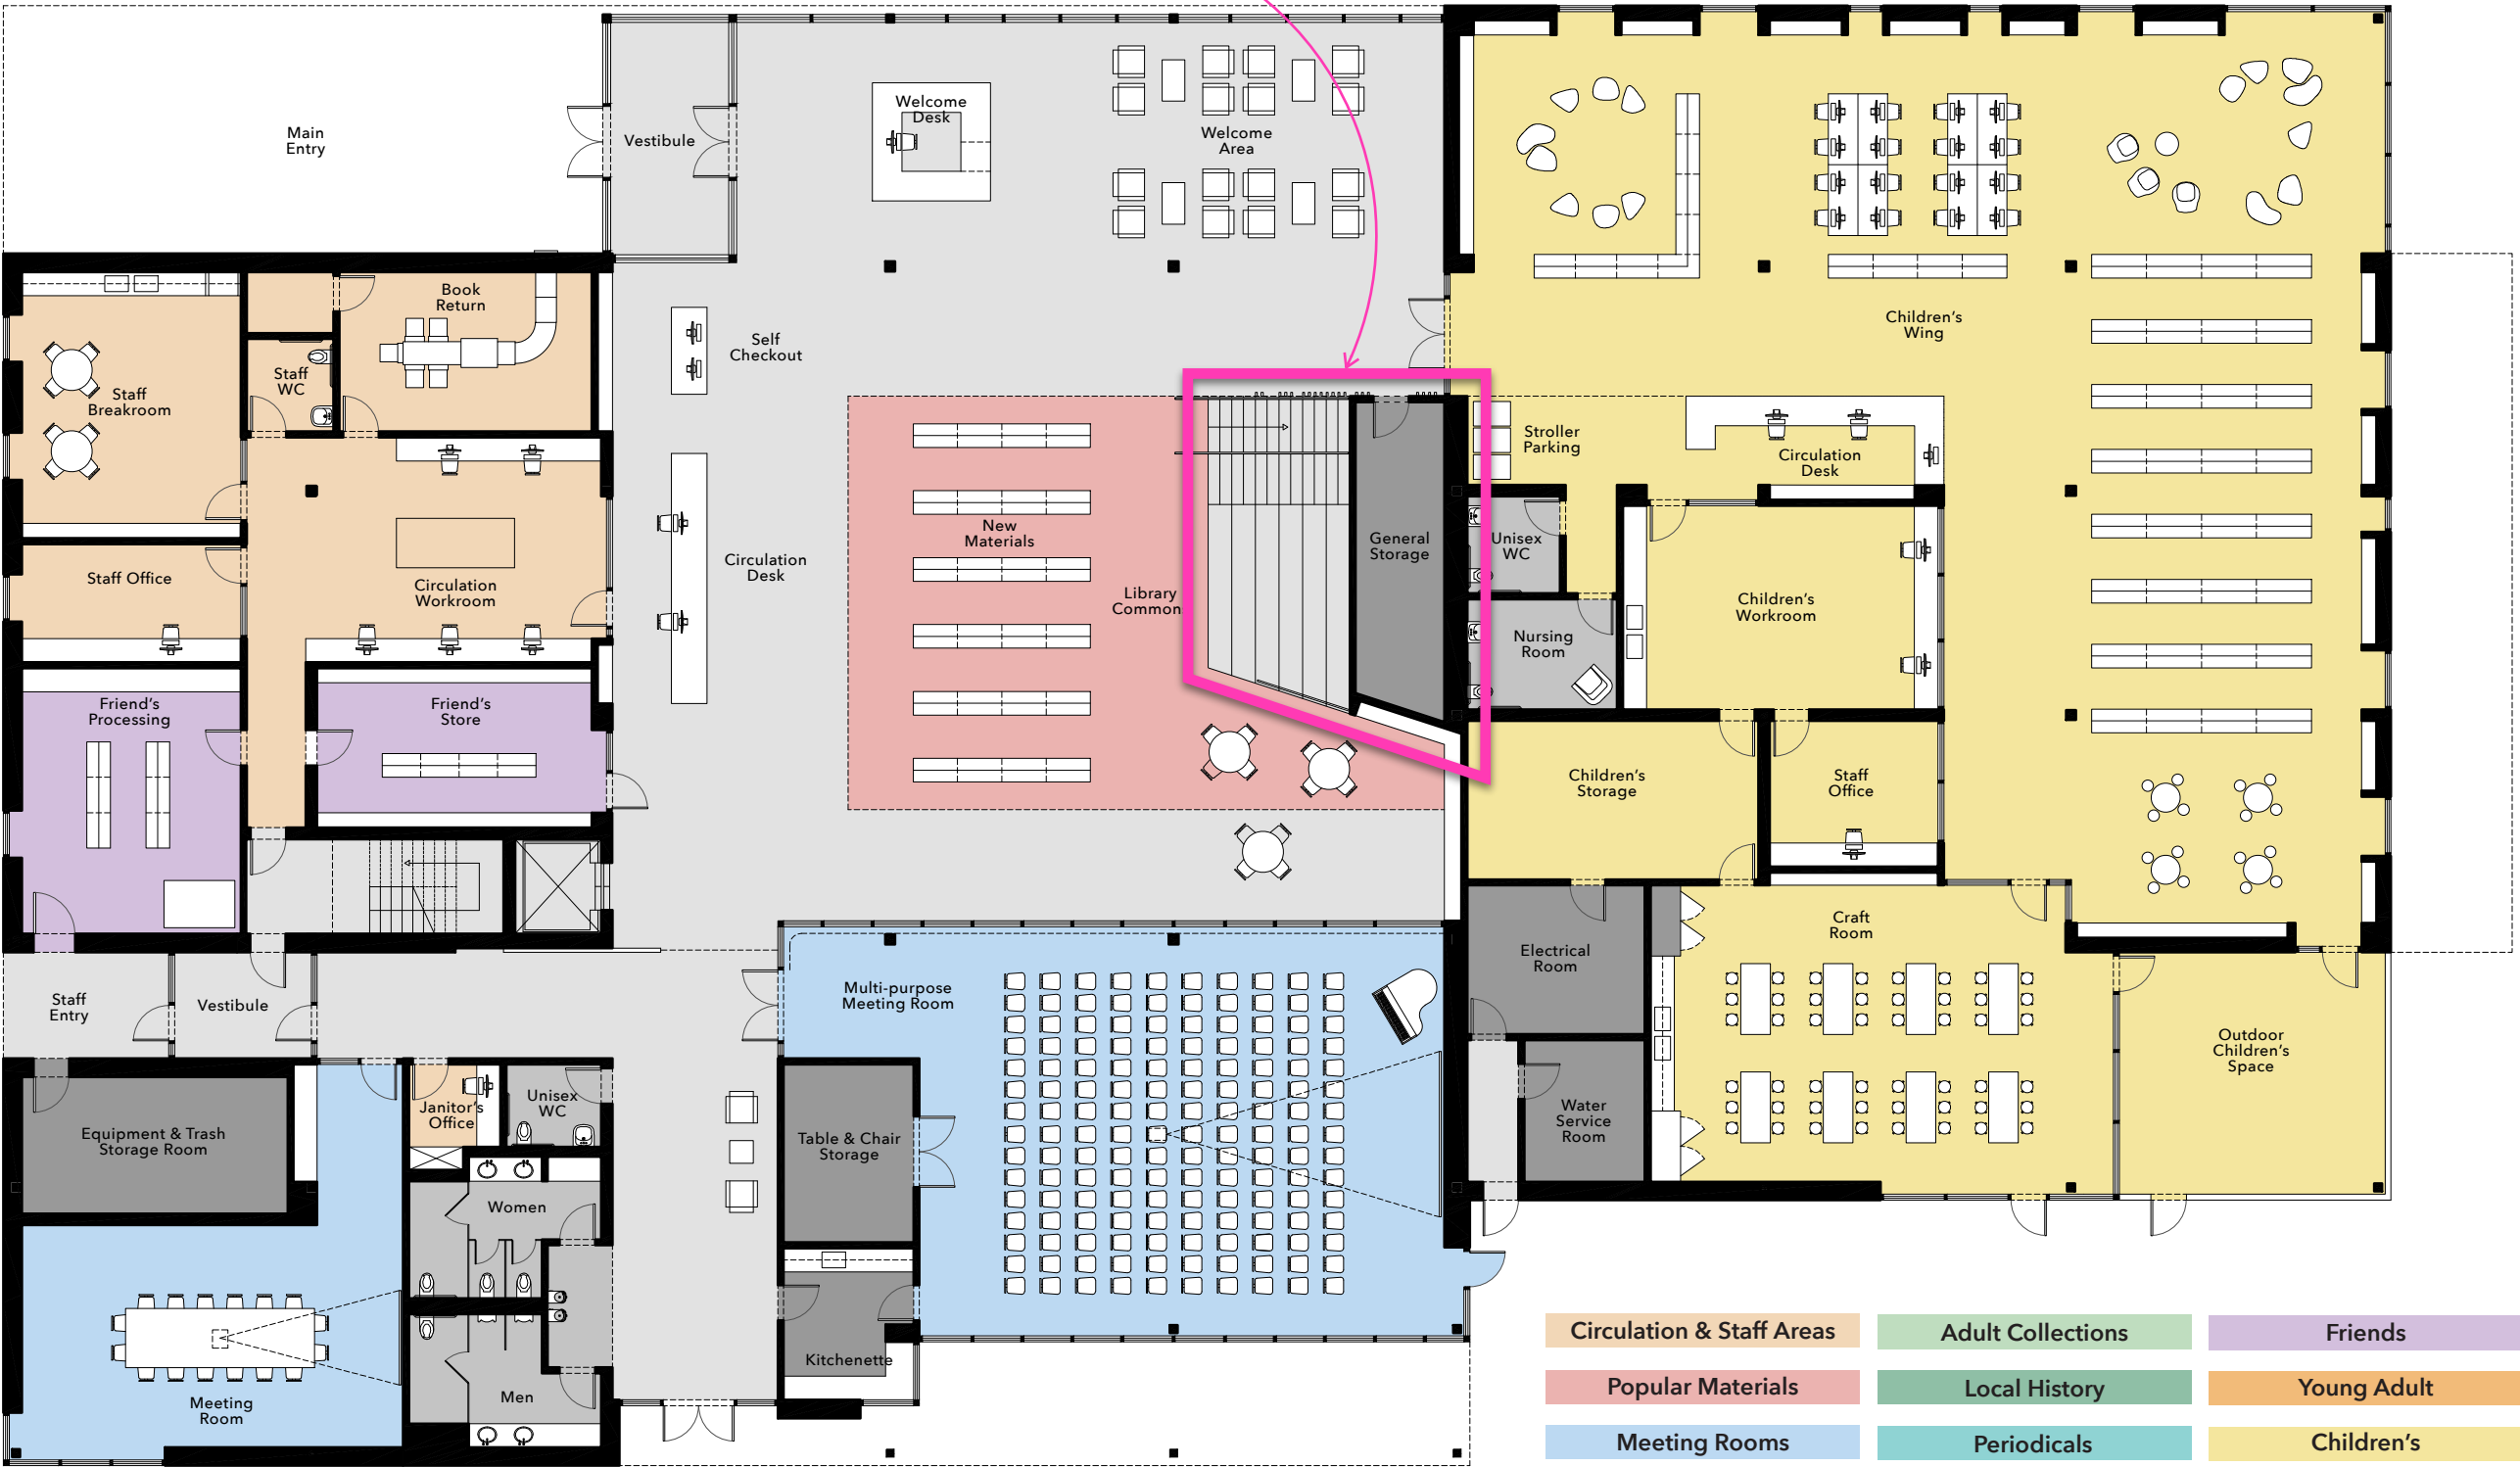 Main
Entry
Vestibule
Welcome
Desk
Welcome
Area
Book
Return
Staff
WC
Staff
Breakroom
Self
Checkout
Children's
Wing
Stroller
Parking
Circulation
Desk
New
Materials
General
Storage
Unisex
WC
Staff Office
Circulation
Workroom
Circulation
Desk
Library
Common
Children's
Workroom
Nursing
Room
Friend's
Processing
Friend's
Store
Children's
Storage
Staff
Office
Craft
Room
Electrical
Room
Multi-purpose
Meeting Room
Staff
Entry
Vestibule
Outdoor
Children's
Space
Janitor's
Office
Unisex
WC
Water
Service
Room
Equipment & Trash
Storage Room
Table & Chair
Storage
Women
Kitchenette
Men
Meeting
Room
Circulation & Staff Areas
Adult Collections
Friends
Popular Materials
Local History
Young Adult
Meeting Rooms
Periodicals
Children's